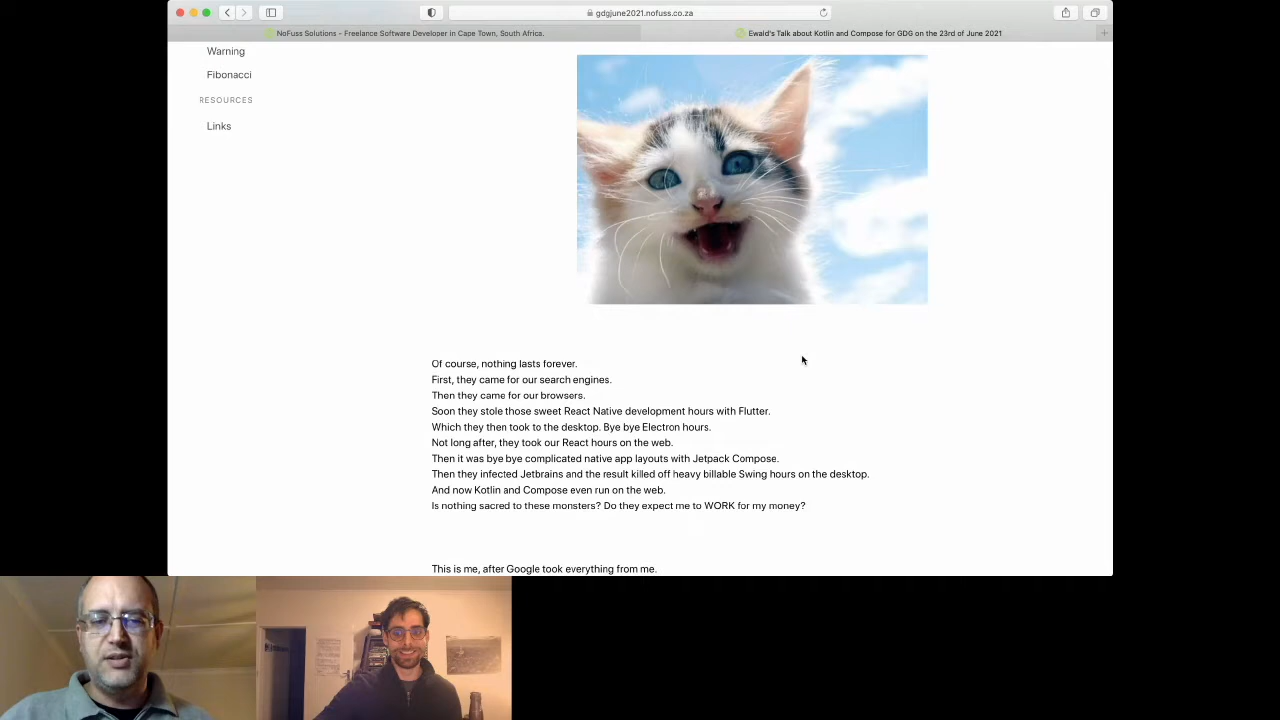 gdgjune2021.nofuss.co.za
NoFuss Solutions - Freelance Software Developer in Cape Town, South Africa.
Ewald's Talk about Kotlin and Compose for GDG on the 23rd of June 2021
Warning
Fibonacci
RESOURCES
Links
Of course, nothing lasts forever.
First, they came for our search engines.
Then they came for our browsers.
Soon they stole those sweet React Native development hours with Flutter.
Which they then took to the desktop. Bye bye Electron hours.
Not long after, they took our React hours on the web.
Then it was bye bye complicated native app layouts with Jetpack Compose.
Then they infected Jetbrains and the result killed off heavy billable Swing hours on the desktop.
And now Kotlin and Compose even run on the web.
Is nothing sacred to these monsters? Do they expect me to WORK for my money?
This is me, after Google took everything from me.